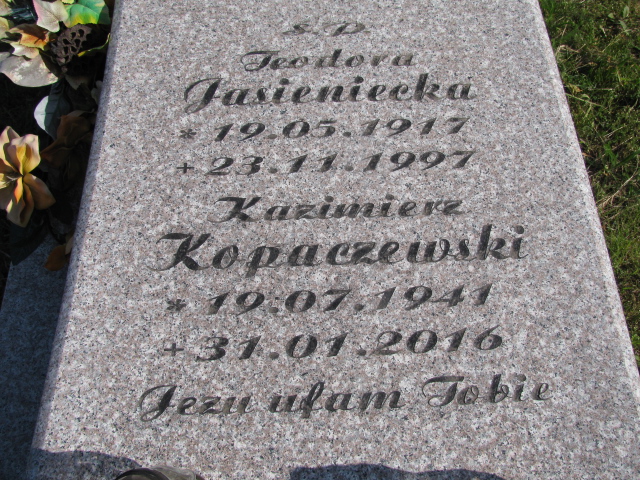 Ś.P.
Teodora
Jasieniecka
* 19.05.1917
+ 23.11.1997
Kazimierz
Kopaczewski
* 19.07.1941
+ 31.01.2016
Jezu ufam Tobie